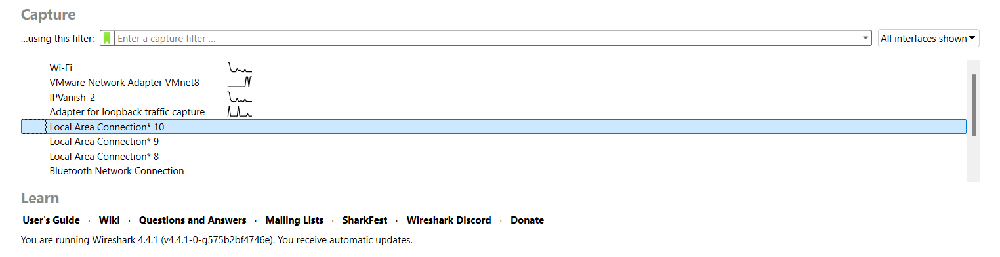 Capture
...using this filter: Enter a capture filter ... All interfaces shown
Wi-Fi
VMware Network Adapter VMnet8
IPVanish_2
Adapter for loopback traffic capture
Local Area Connection* 10
Local Area Connection* 9
Local Area Connection* 8
Bluetooth Network Connection
Learn
User's Guide · Wiki · Questions and Answers · Mailing Lists · SharkFest · Wireshark Discord · Donate
You are running Wireshark 4.4.1 (v4.4.1-0-g575b2bf4746e). You receive automatic updates.